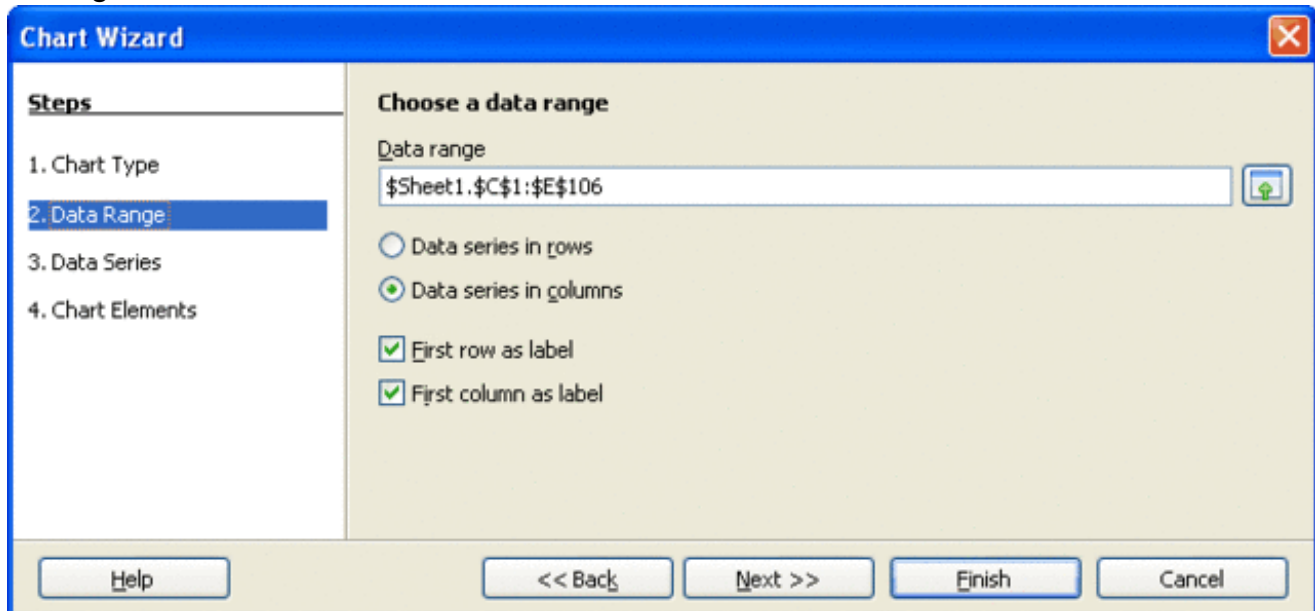 Chart Wizard
Steps
1. Chart Type
2. Data Range
3. Data Series
4. Chart Elements
Choose a data range
Data range
$Sheet1.$C$1:$E$106
Data series in rows
Data series in columns
First row as label
First column as label
Help
<< Back
Next >>
Finish
Cancel